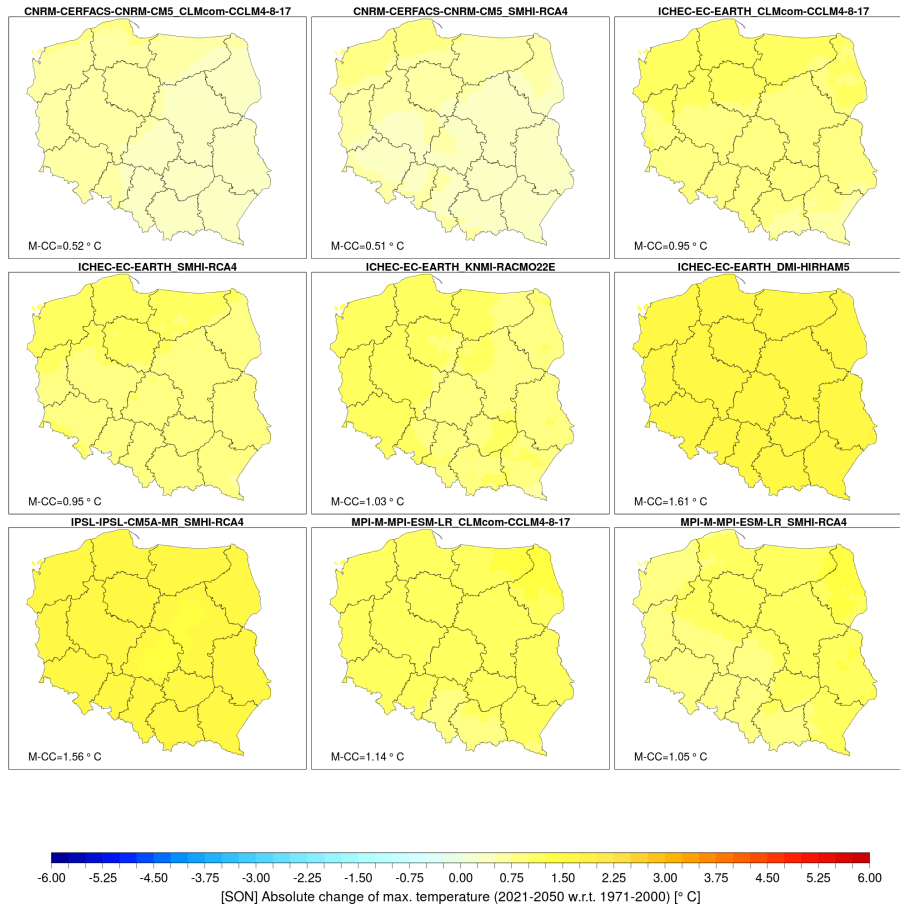 CNRM-CERFACS-CNRM-CM5_CLMcom-CCLM4-8-17
CNRM-CERFACS-CNRM-CM5_SMHI-RCA4
ICHEC-EC-EARTH_CLMcom-CCLM4-8-17
M-CC=0.52 ° C
M-CC=0.51 ° C
M-CC=0.95 ° C
ICHEC-EC-EARTH_SMHI-RCA4
ICHEC-EC-EARTH_KNMI-RACMO22E
ICHEC-EC-EARTH_DMI-HIRHAM5
M-CC=0.95 ° C
M-CC=1.03 ° C
M-CC=1.61 ° C
IPSL-IPSL-CM5A-MR_SMHI-RCA4
MPI-M-MPI-ESM-LR_CLMcom-CCLM4-8-17
MPI-M-MPI-ESM-LR_SMHI-RCA4
M-CC=1.56 ° C
M-CC=1.14 ° C
M-CC=1.05 ° C
-6.00 -5.25 -4.50 -3.75 -3.00 -2.25 -1.50 -0.75 0.00 0.75 1.50 2.25 3.00 3.75 4.50 5.25 6.00
[SON] Absolute change of max. temperature (2021-2050 w.r.t. 1971-2000) [° C]